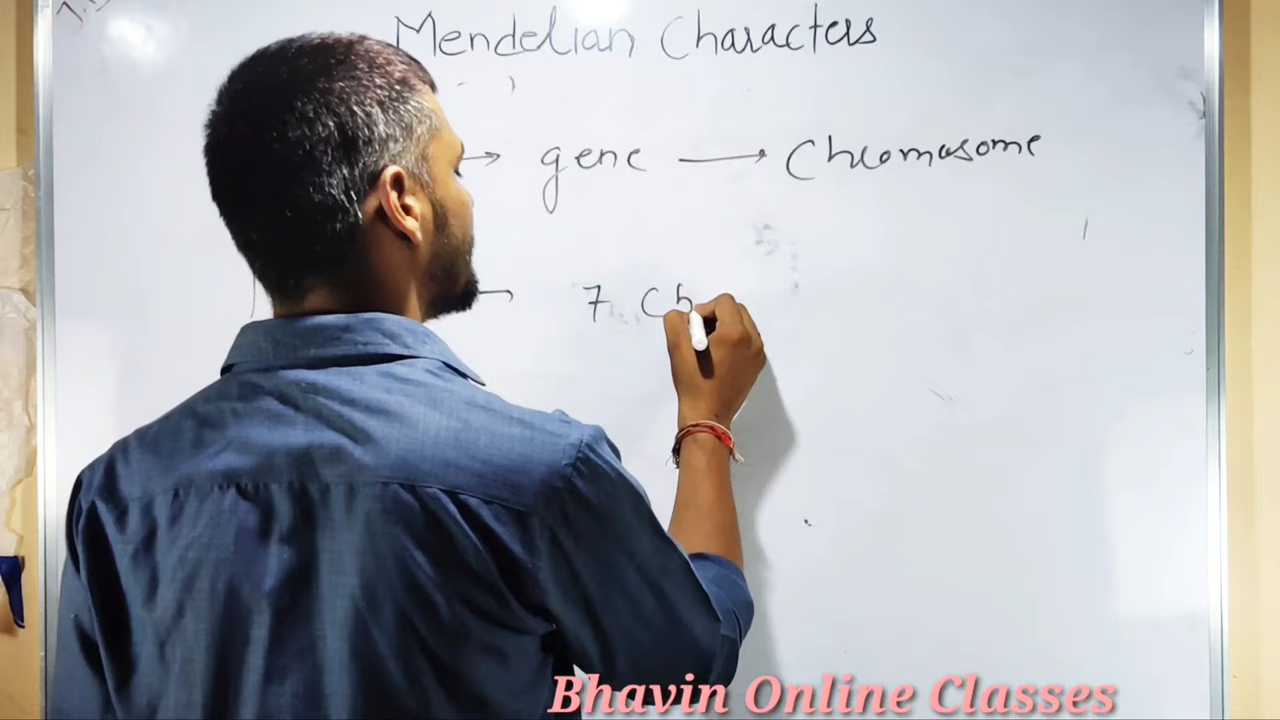 Mendelian Characters
→ gene → Chromosome
7 Ch
Bhavin Online Classes